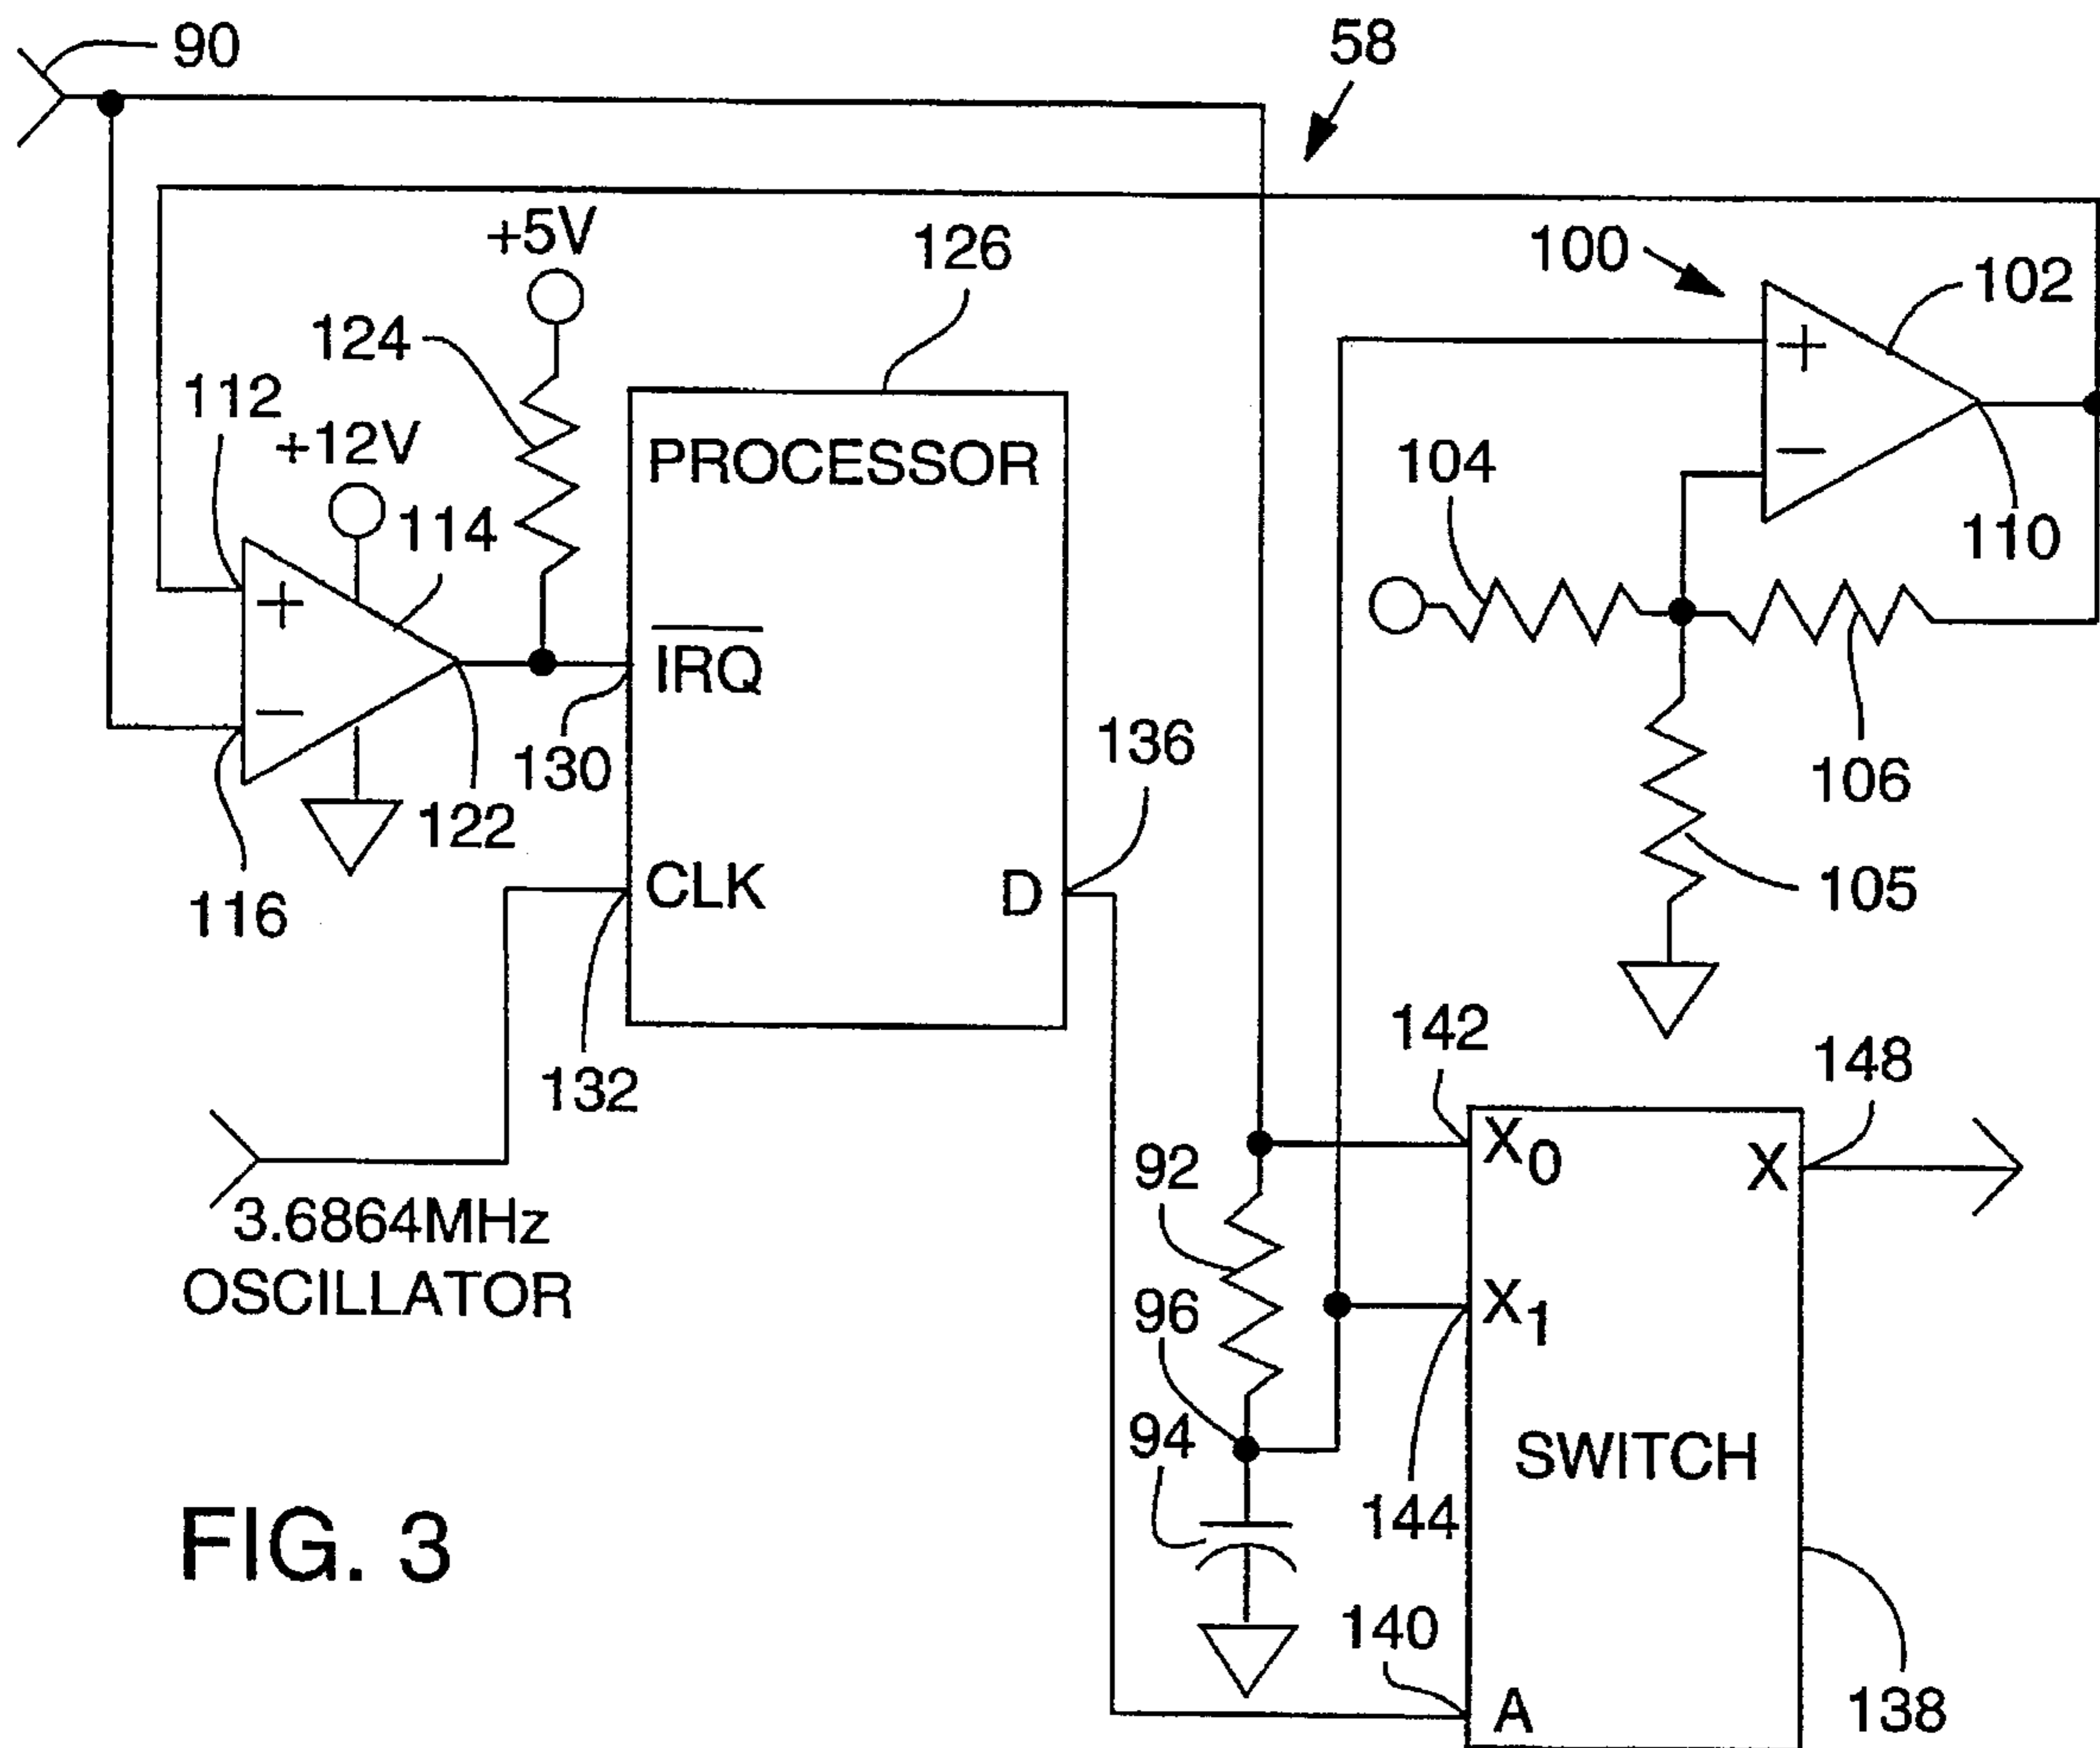 90
58
+5V
126
100
102
124
112
+12V
114
PROCESSOR
104
110
+
−
+
−
IRQ
130
136
106
122
116
CLK
D
105
132
142
148
3.6864MHz
OSCILLATOR
92
X0
X
96
X1
94
SWITCH
144
FIG. 3
140
138
A